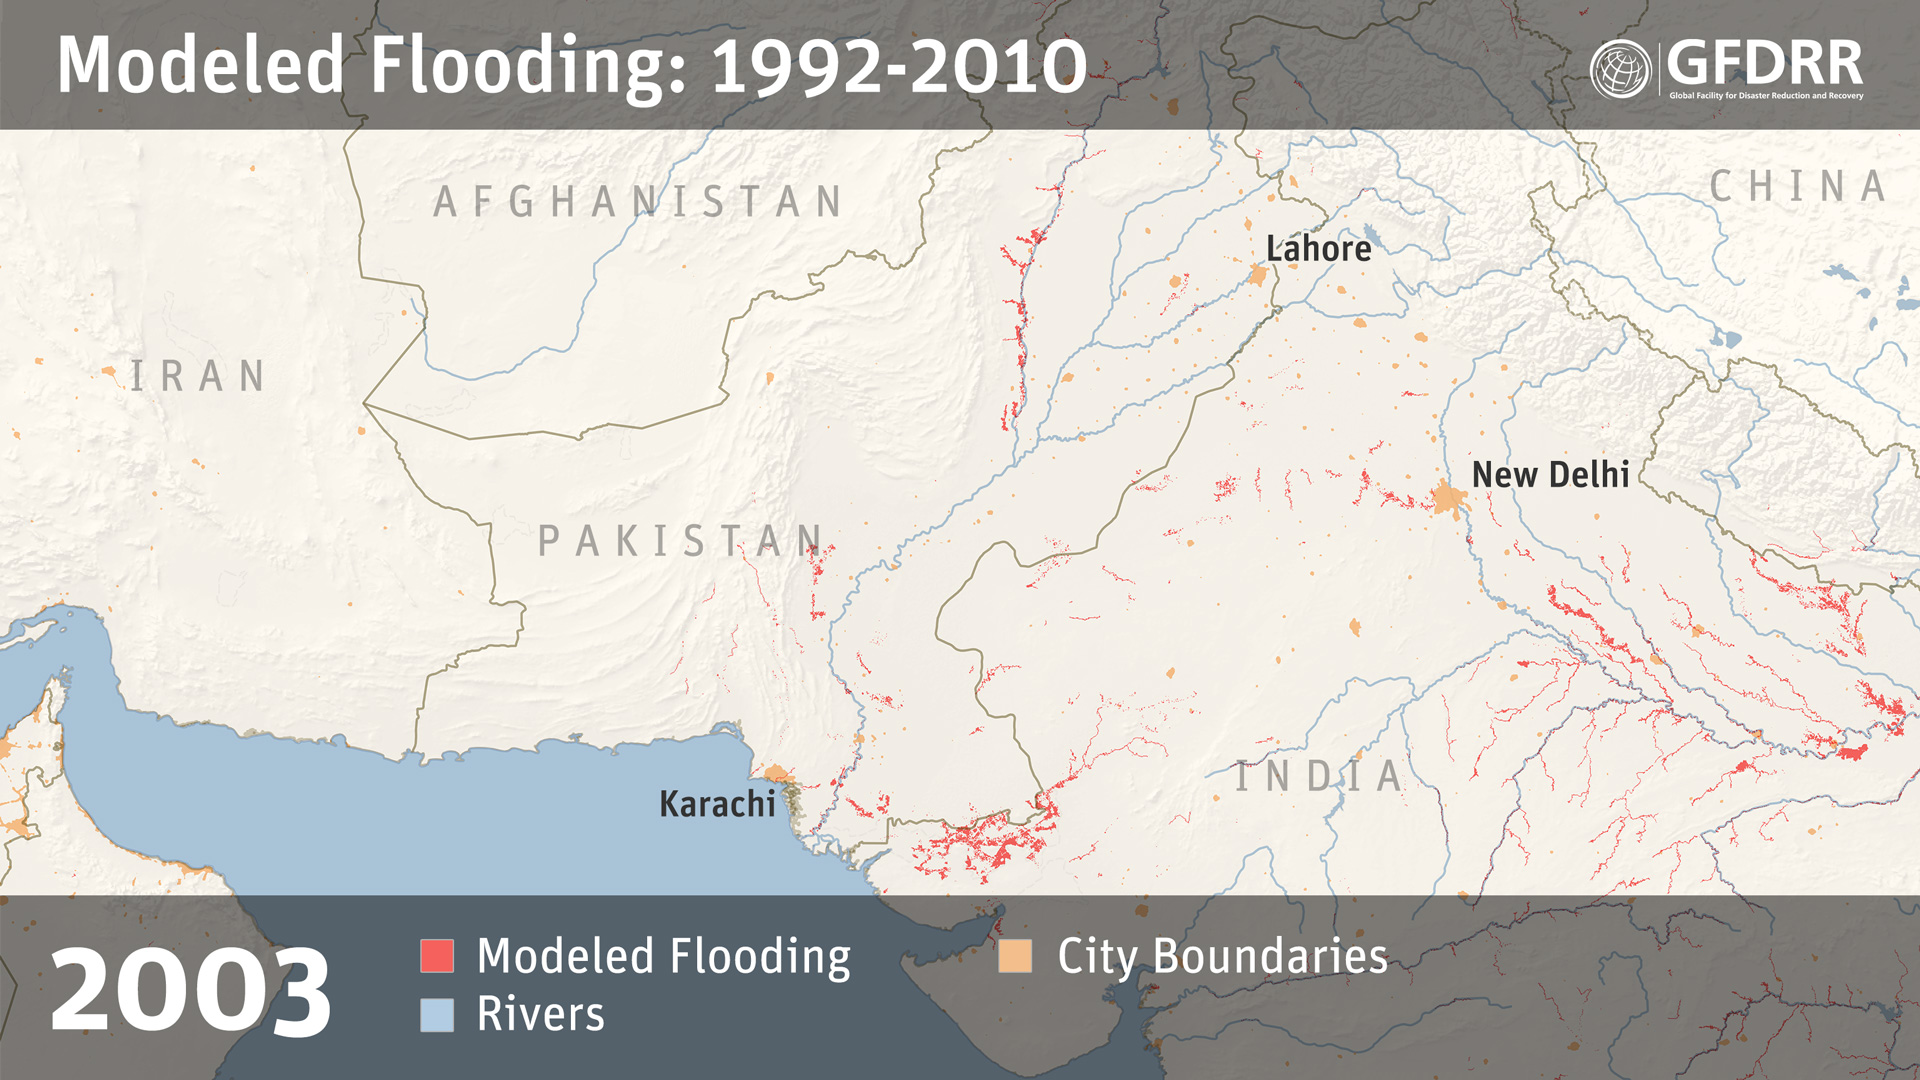 Modeled Flooding: 1992-2010
GFDRR
Global Facility for Disaster Reduction and Recovery
AFGHANISTAN
CHINA
Lahore
IRAN
New Delhi
PAKISTAN
INDIA
Karachi
2003
Modeled Flooding
City Boundaries
Rivers